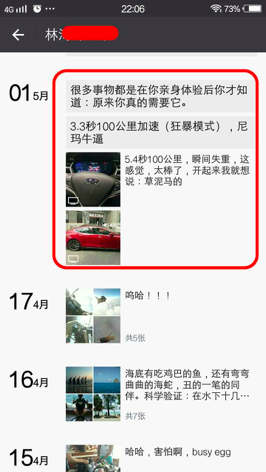 4G 22:06 73%
林
01 5月
很多事物都是在你亲身体验后你才知
道：原来你真的需要它。
3.3秒100公里加速（狂暴模式），尼
玛牛逼
5.4秒100公里，瞬间失重，这
感觉，太棒了，开起来我就想
说：草泥马的
17 4月
呜哈！！！
共5张
16 4月
海底有吃鸡巴的鱼，还有弯弯
曲曲的海蛇，丑的一笔的同
伴。科学验证：在水下十几…
共7张
15 4月
哈哈，害怕啊，busy egg